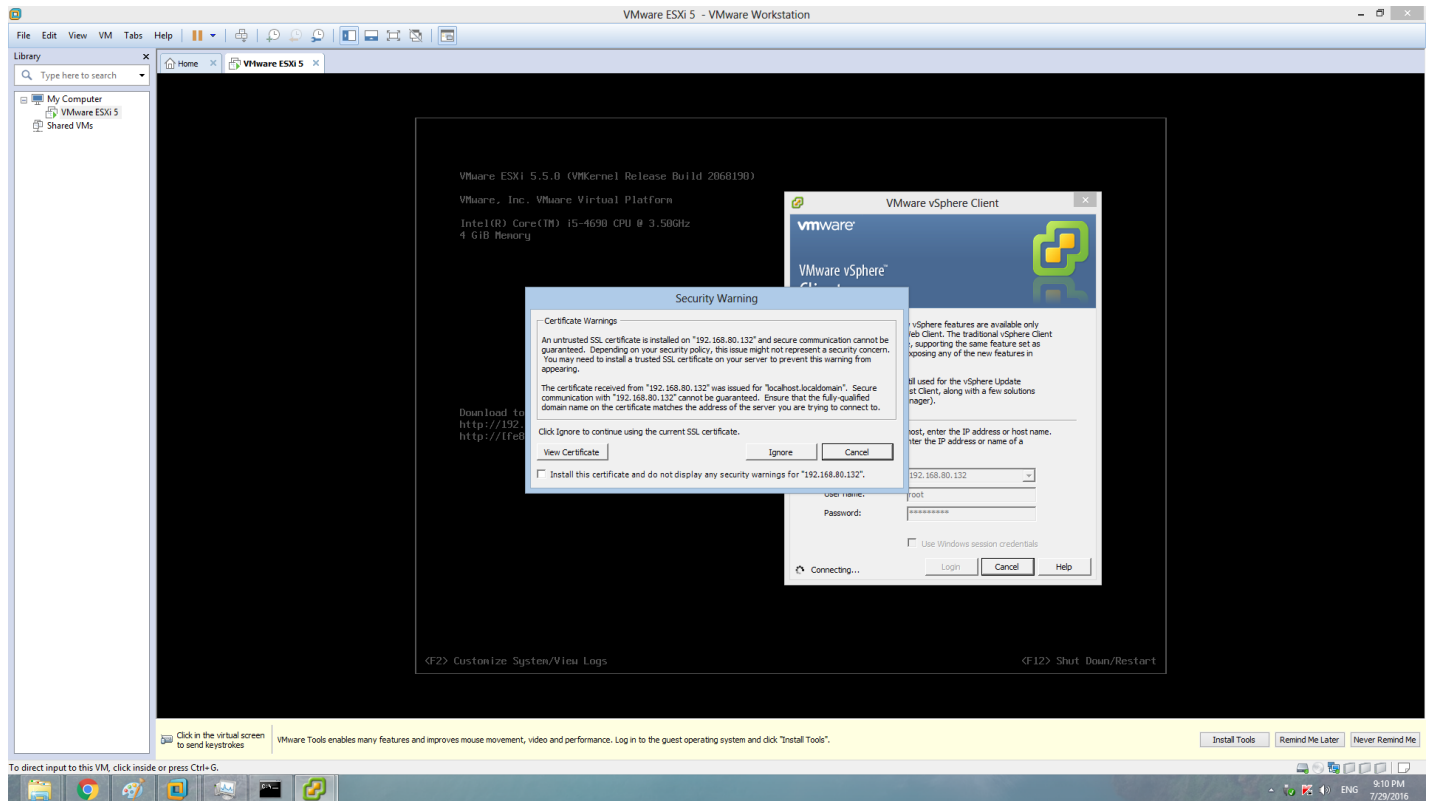 VMware ESXi 5 - VMware Workstation
File Edit View VM Tabs Help
Library
Type here to search
My Computer
VMware ESXi 5
Shared VMs
Home
VMware ESXi 5
VMware ESXi 5.5.0 (VMKernel Release Build 2068190)
VMware, Inc. VMware Virtual Platform
Intel(R) Core(TM) i5-4690 CPU @ 3.50GHz
4 GiB Memory
Download to
http://192.
http://[fe8
<F2> Customize System/View Logs
<F12> Shut Down/Restart
VMware vSphere Client
vmware
VMware vSphere™
Client
vSphere features are available only
eb Client. The traditional vSphere Client
, supporting the same feature set as
xposing any of the new features in
ill used for the vSphere Update
st Client, along with a few solutions
nager).
host, enter the IP address or host name.
nter the IP address or name of a
192.168.80.132
User name:
root
Password:
*********
Use Windows session credentials
Connecting...
Login
Cancel
Help
Security Warning
Certificate Warnings
An untrusted SSL certificate is installed on "192.168.80.132" and secure communication cannot be
guaranteed. Depending on your security policy, this issue might not represent a security concern.
You may need to install a trusted SSL certificate on your server to prevent this warning from
appearing.
The certificate received from "192.168.80.132" was issued for "localhost.localdomain". Secure
communication with "192.168.80.132" cannot be guaranteed. Ensure that the fully-qualified
domain name on the certificate matches the address of the server you are trying to connect to.
Click Ignore to continue using the current SSL certificate.
View Certificate
Ignore
Cancel
Install this certificate and do not display any security warnings for "192.168.80.132".
Click in the virtual screen
to send keystrokes
VMware Tools enables many features and improves mouse movement, video and performance. Log in to the guest operating system and click "Install Tools".
Install Tools
Remind Me Later
Never Remind Me
To direct input to this VM, click inside or press Ctrl+G.
ENG
9:10 PM
7/29/2016